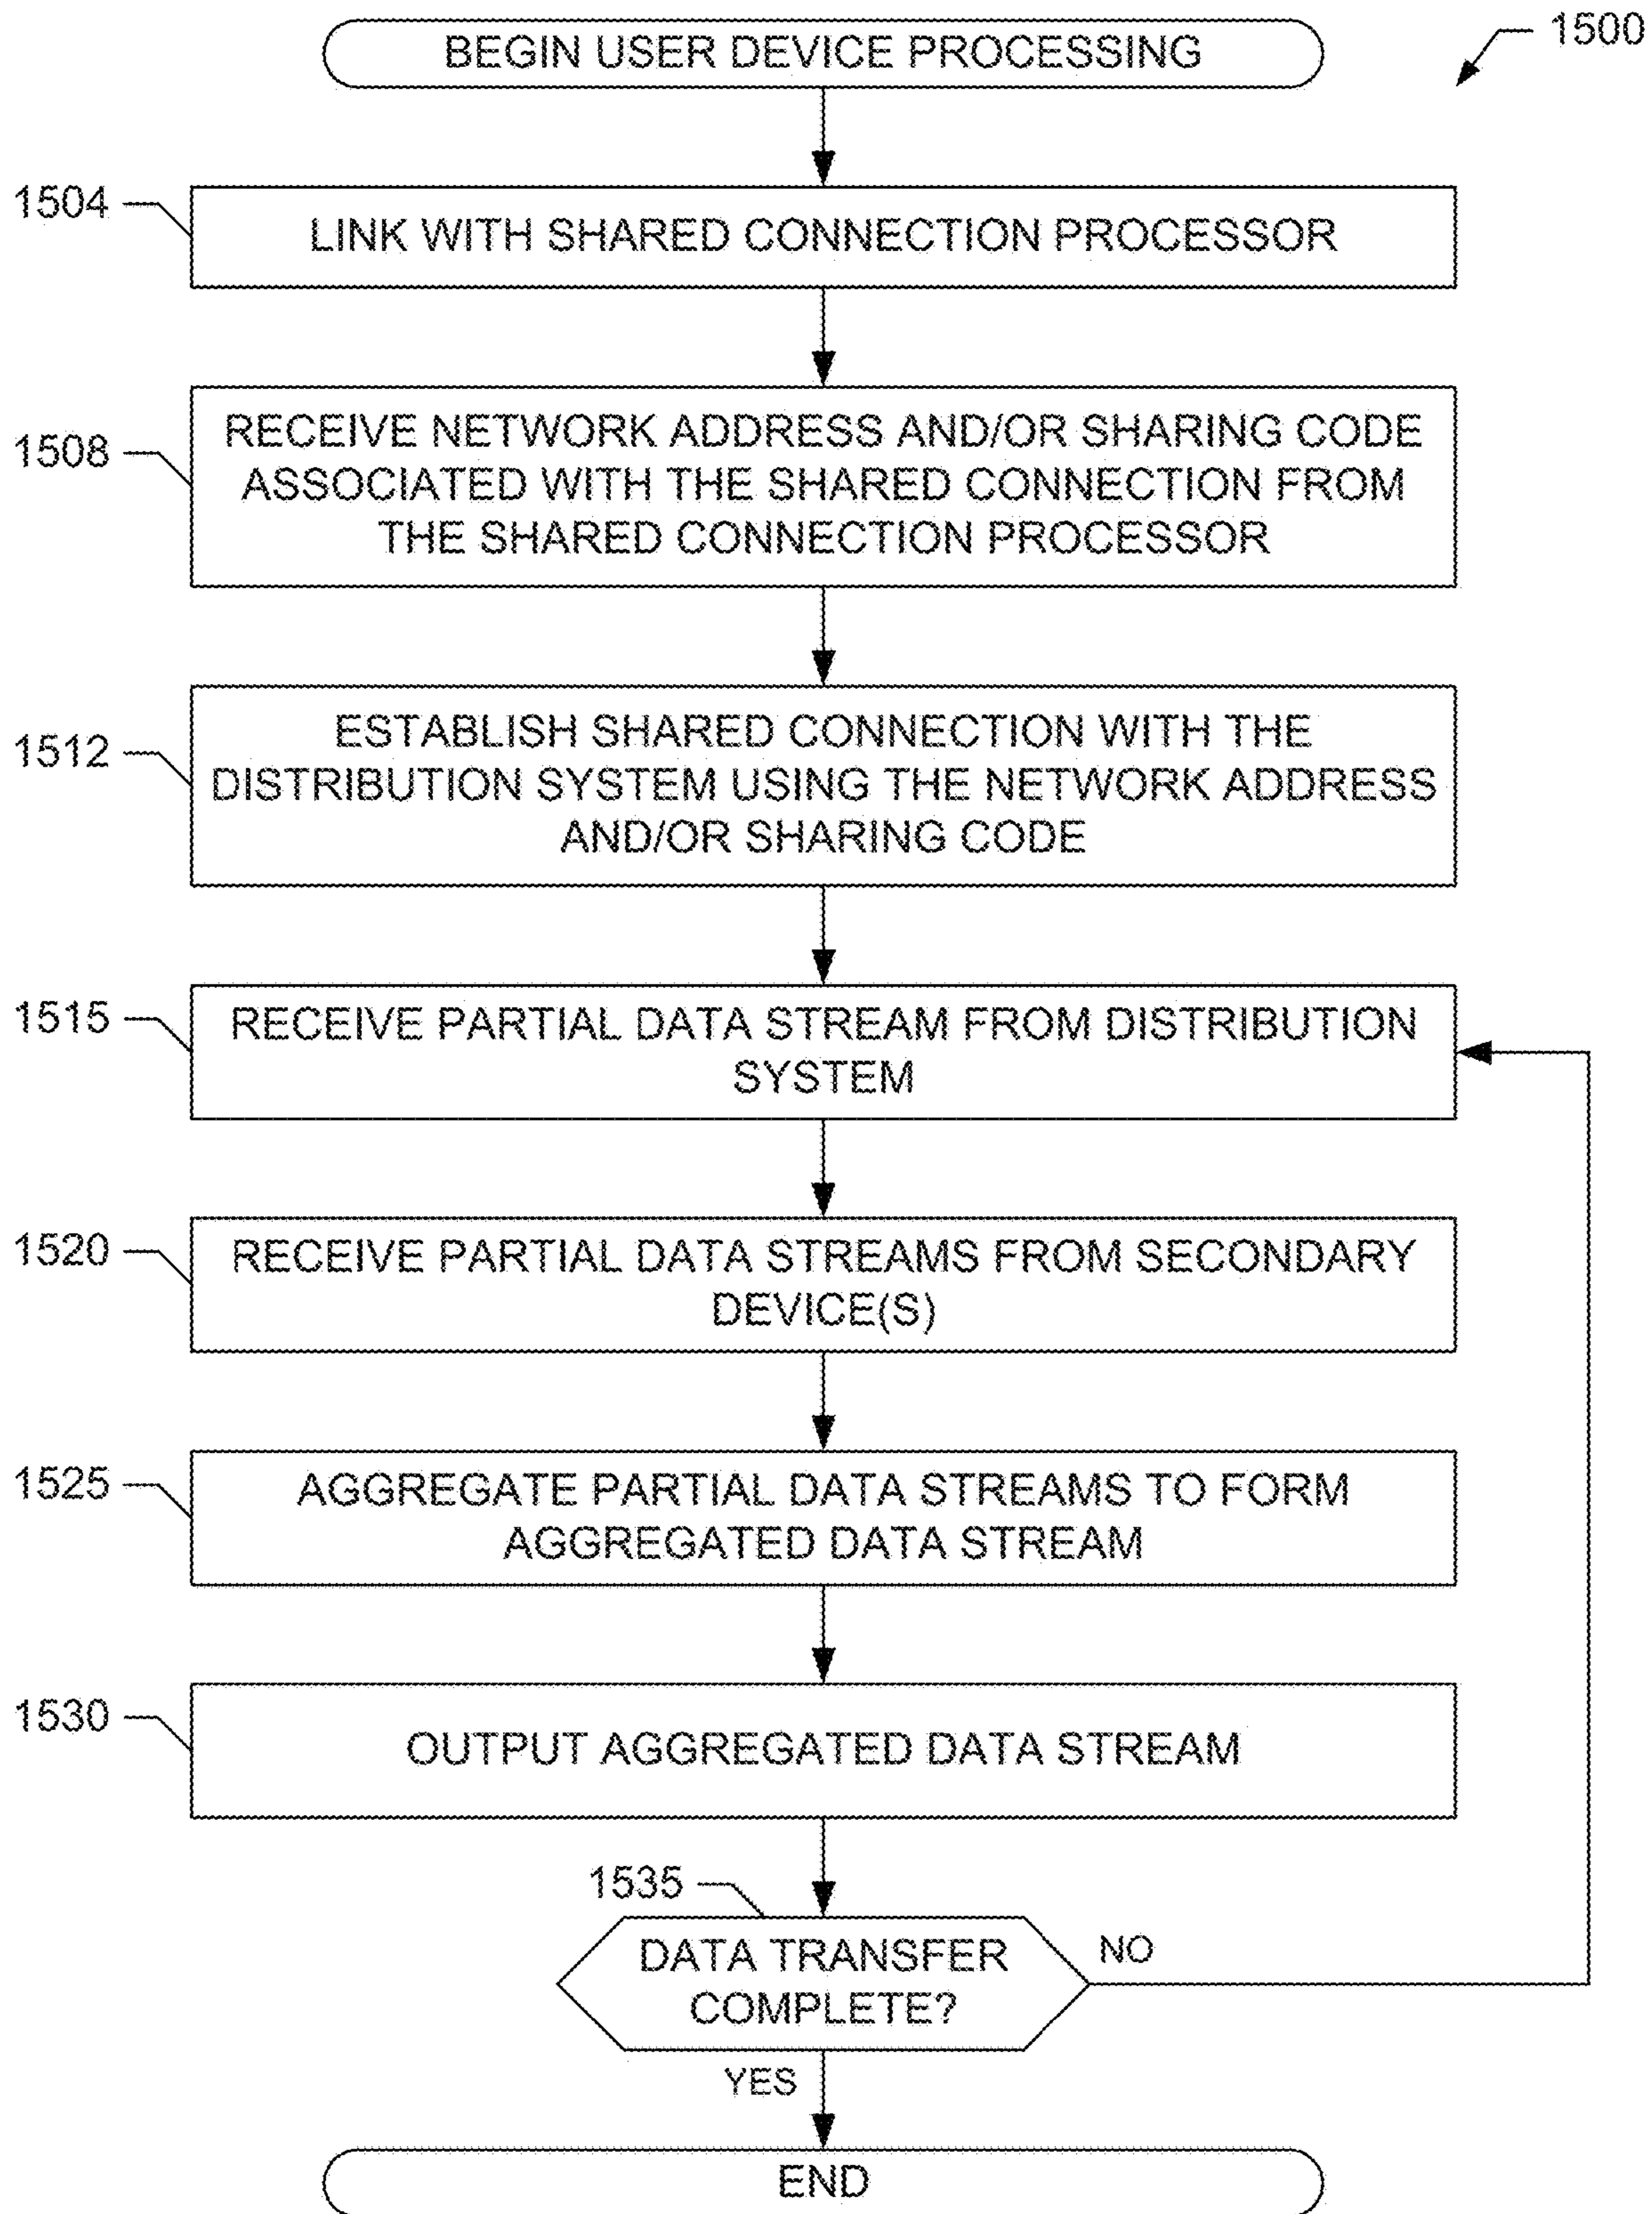 BEGIN USER DEVICE PROCESSING
1500
1504
LINK WITH SHARED CONNECTION PROCESSOR
1508
RECEIVE NETWORK ADDRESS AND/OR SHARING CODE
ASSOCIATED WITH THE SHARED CONNECTION FROM
THE SHARED CONNECTION PROCESSOR
1512
ESTABLISH SHARED CONNECTION WITH THE
DISTRIBUTION SYSTEM USING THE NETWORK ADDRESS
AND/OR SHARING CODE
1515
RECEIVE PARTIAL DATA STREAM FROM DISTRIBUTION
SYSTEM
1520
RECEIVE PARTIAL DATA STREAMS FROM SECONDARY
DEVICE(S)
1525
AGGREGATE PARTIAL DATA STREAMS TO FORM
AGGREGATED DATA STREAM
1530
OUTPUT AGGREGATED DATA STREAM
1535
DATA TRANSFER
COMPLETE?
NO
YES
END